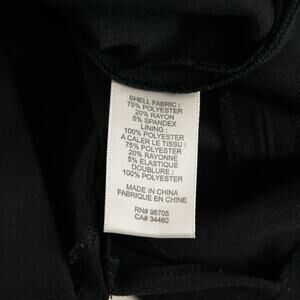 SHELL FABRIC :
75% POLYESTER
20% RAYON
5% SPANDEX
LINING :
100% POLYESTER
A CALER LE TISSU :
75% POLYESTER
20% RAYONNE
5% ELASTIQUE
DOUBLURE :
100% POLYESTER
MADE IN CHINA
FABRIQUE EN CHINE
RN# 96705
CA# 34460